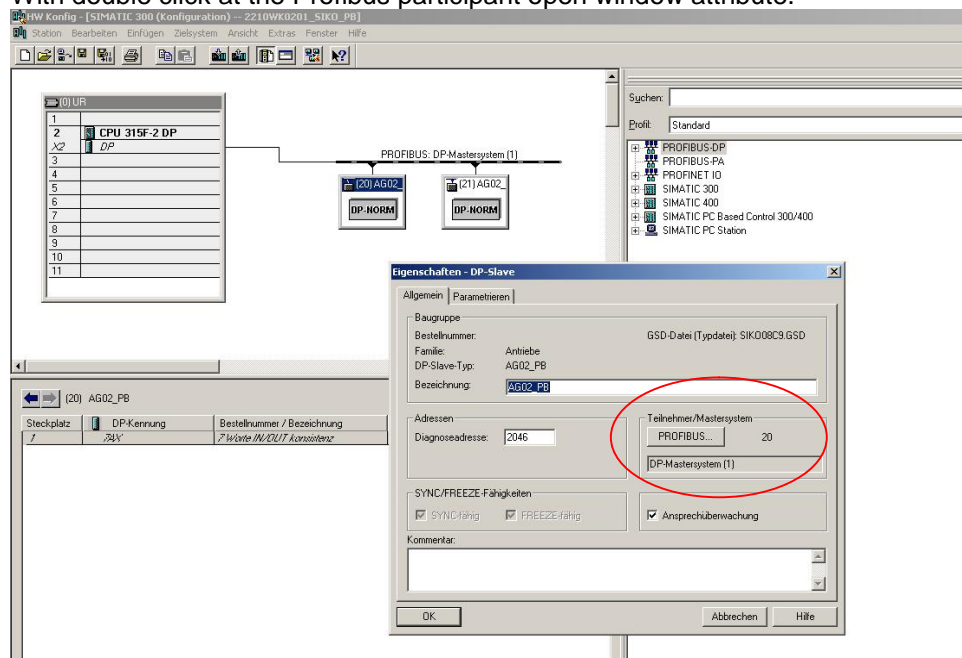 With double click at the Profibus participant open window attribute.
HW Konfig - [SIMATIC 300 (Konfiguration) -- 2210WK0201_SIKO_PB]
Station Bearbeiten Einfügen Zielsystem Ansicht Extras Fenster Hilfe
(0) UR
1
2 CPU 315F-2 DP
X2 DP
3
4
5
6
7
8
9
10
11
PROFIBUS: DP-Mastersystem (1)
(20) AG02_
DP-NORM
(21) AG02_
DP-NORM
Suchen:
Profil: Standard
PROFIBUS-DP
PROFIBUS-PA
PROFINET IO
SIMATIC 300
SIMATIC 400
SIMATIC PC Based Control 300/400
SIMATIC PC Station
(20) AG02_PB
Steckplatz DP-Kennung Bestellnummer / Bezeichnung
1 7AX 7 Worte IN/OUT konsistenz
Eigenschaften - DP-Slave
Allgemein Parametrieren
Baugruppe
Bestellnummer: GSD-Datei (Typdatei): SIKO08C9.GSD
Familie: Antriebe
DP-Slave-Typ: AG02_PB
Bezeichnung: AG02_PB
Adressen
Diagnoseadresse: 2046
Teilnehmer/Mastersystem
PROFIBUS... 20
DP-Mastersystem (1)
SYNC/FREEZE-Fähigkeiten
SYNC-fähig FREEZE-fähig
Ansprechüberwachung
Kommentar:
OK Abbrechen Hilfe